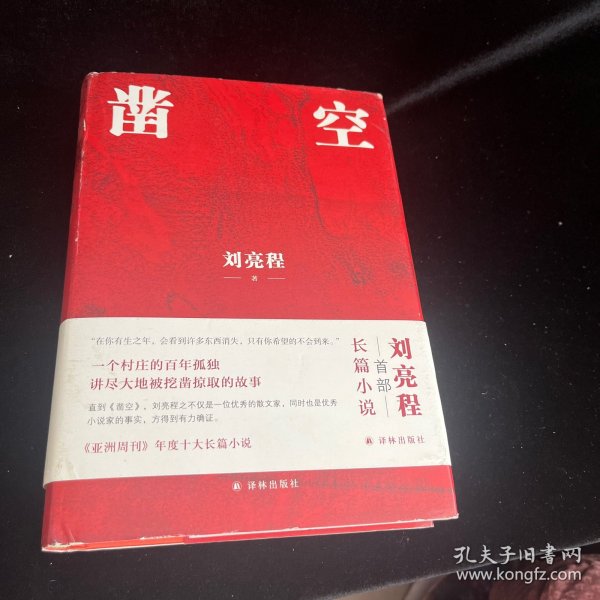 凿空
刘亮程
著
“在你有生之年，会看到许多东西消失，只有你希望的不会到来。”
一个村庄的百年孤独
讲尽大地被挖凿掠取的故事
直到《凿空》，刘亮程之不仅是一位优秀的散文家，同时也是优秀
小说家的事实，方得到有力确证。
《亚洲周刊》年度十大长篇小说
刘亮程
首部
长篇小说
译林出版社
译林出版社
孔夫子旧书网
www.kongfz.com